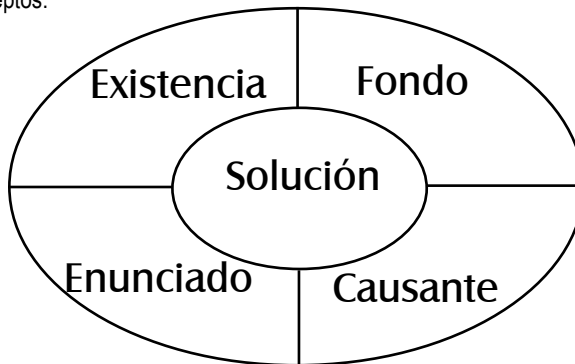 Existencia
Fondo
Solución
Enunciado
Causante